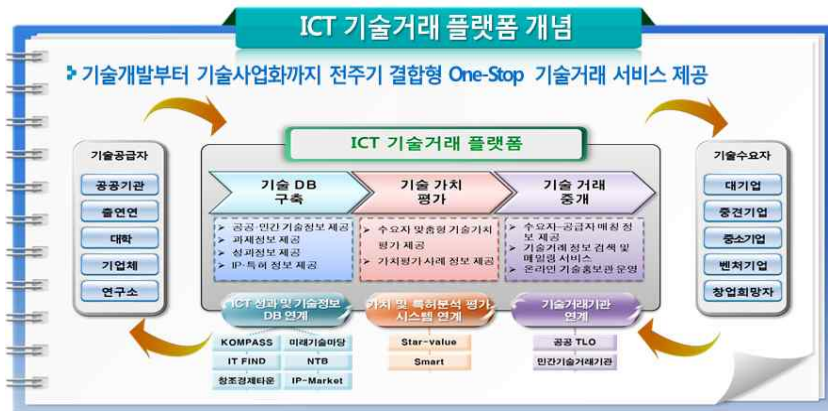 ICT 기술거래 플랫폼 개념
기술개발부터 기술사업화까지 전주기 결합형 One-Stop 기술거래 서비스 제공
기술공급자
공공기관
출연연
대학
기업체
연구소
ICT 기술거래 플랫폼
기술 DB
구축
➢ 공공·민간 기술정보 제공
➢ 과제정보 제공
➢ 성과정보 제공
➢ IP·특허 정보 제공
기술 가치
평가
➢ 수요자 맞춤형 기술가치
평가 제공
➢ 가치평가 사례 정보 제공
기술 거래
중개
➢ 수요자-공급자 매칭 정
보 제공
➢ 기술거래 정보 검색 및
메일링 서비스
➢ 온라인 기술홍보관 운영
ICT 성과 및 기술정보
DB 연계
KOMPASS
미래기술마당
IT FIND
NTB
창조경제타운
IP-Market
가치 및 특허분석 평가
시스템 연계
Star-value
Smart
기술거래기관
연계
공공 TLO
민간기술거래기관
기술수요자
대기업
중견기업
중소기업
벤처기업
창업희망자